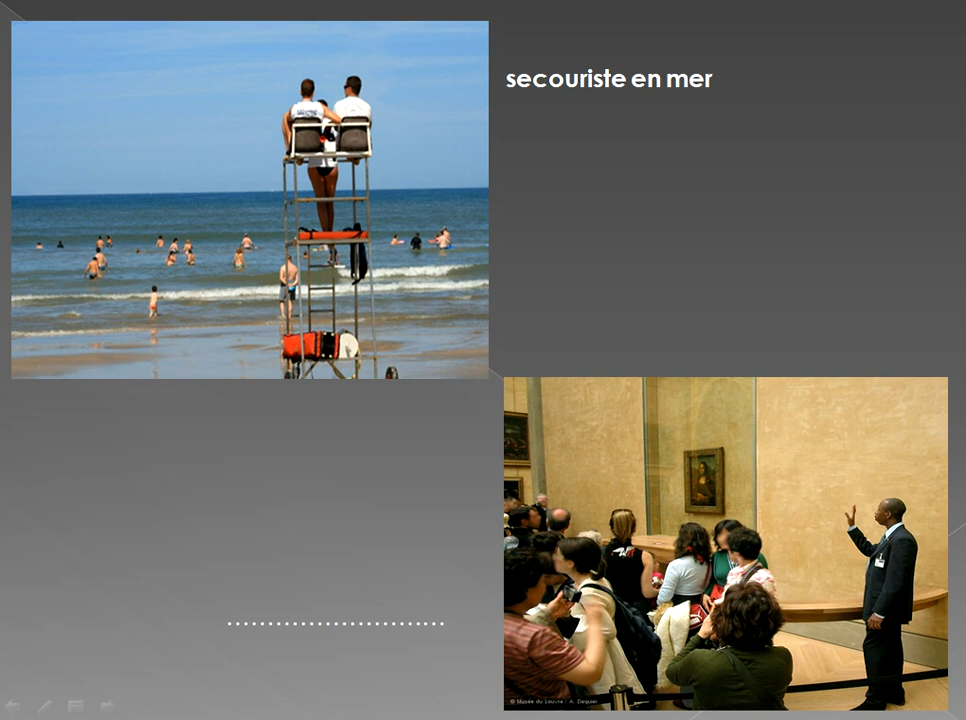 secouriste en mer
..............................
© Musée du Louvre / A. Dequier